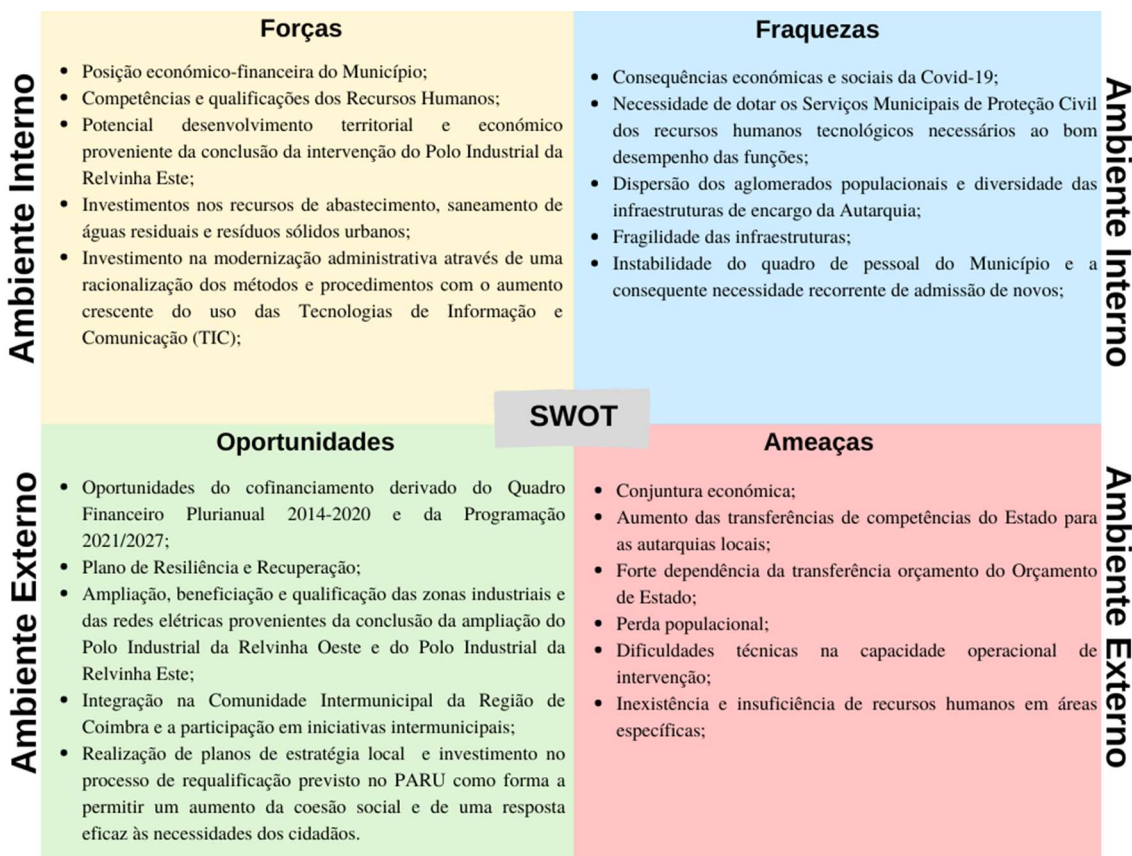 Ambiente Interno
Forças
• Posição económico-financeira do Município;
• Competências e qualificações dos Recursos Humanos;
• Potencial desenvolvimento territorial e económico
proveniente da conclusão da intervenção do Polo Industrial da
Relvinha Este;
• Investimentos nos recursos de abastecimento, saneamento de
águas residuais e resíduos sólidos urbanos;
• Investimento na modernização administrativa através de uma
racionalização dos métodos e procedimentos com o aumento
crescente do uso das Tecnologias de Informação e
Comunicação (TIC);
Fraquezas
• Consequências económicas e sociais da Covid-19;
• Necessidade de dotar os Serviços Municipais de Proteção Civil
dos recursos humanos tecnológicos necessários ao bom
desempenho das funções;
• Dispersão dos aglomerados populacionais e diversidade das
infraestruturas de encargo da Autarquia;
• Fragilidade das infraestruturas;
• Instabilidade do quadro de pessoal do Município e a
consequente necessidade recorrente de admissão de novos;
Ambiente Interno
SWOT
Ambiente Externo
Oportunidades
• Oportunidades do cofinanciamento derivado do Quadro
Financeiro Plurianual 2014-2020 e da Programação
2021/2027;
• Plano de Resiliência e Recuperação;
• Ampliação, beneficiação e qualificação das zonas industriais e
das redes elétricas provenientes da conclusão da ampliação do
Polo Industrial da Relvinha Oeste e do Polo Industrial da
Relvinha Este;
• Integração na Comunidade Intermunicipal da Região de
Coimbra e a participação em iniciativas intermunicipais;
• Realização de planos de estratégia local e investimento no
processo de requalificação previsto no PARU como forma a
permitir um aumento da coesão social e de uma resposta
eficaz às necessidades dos cidadãos.
Ameaças
• Conjuntura económica;
• Aumento das transferências de competências do Estado para
as autarquias locais;
• Forte dependência da transferência orçamento do Orçamento
de Estado;
• Perda populacional;
• Dificuldades técnicas na capacidade operacional de
intervenção;
• Inexistência e insuficiência de recursos humanos em áreas
específicas;
Ambiente Externo